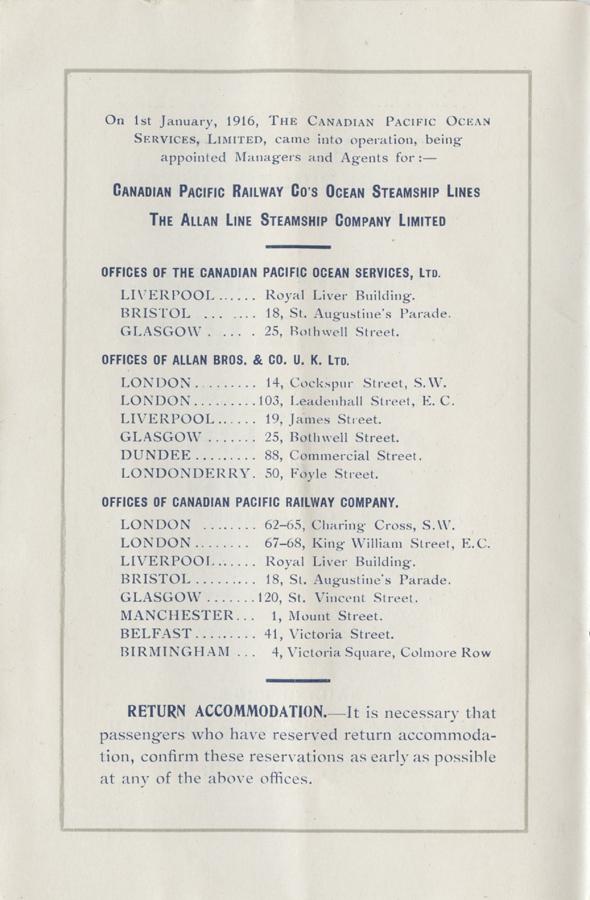 On 1st January, 1916, THE CANADIAN PACIFIC OCEAN
SERVICES, LIMITED, came into operation, being
appointed Managers and Agents for :—
CANADIAN PACIFIC RAILWAY CO'S OCEAN STEAMSHIP LINES
THE ALLAN LINE STEAMSHIP COMPANY LIMITED
OFFICES OF THE CANADIAN PACIFIC OCEAN SERVICES, LTD.
LIVERPOOL ...... Royal Liver Building.
BRISTOL ... .... 18, St. Augustine's Parade.
GLASGOW . .... 25, Bothwell Street.
OFFICES OF ALLAN BROS. & CO. U. K. LTD.
LONDON ......... 14, Cockspur Street, S.W.
LONDON ......... 103, Leadenhall Street, E. C.
LIVERPOOL ...... 19, James Street.
GLASGOW ....... 25, Bothwell Street.
DUNDEE ......... 88, Commercial Street.
LONDONDERRY. 50, Foyle Street.
OFFICES OF CANADIAN PACIFIC RAILWAY COMPANY.
LONDON ........ 62–65, Charing Cross, S.W.
LONDON ........ 67–68, King William Street, E.C.
LIVERPOOL ...... Royal Liver Building.
BRISTOL ......... 18, St. Augustine's Parade.
GLASGOW ....... 120, St. Vincent Street.
MANCHESTER... 1, Mount Street.
BELFAST ......... 41, Victoria Street.
BIRMINGHAM ... 4, Victoria Square, Colmore Row
RETURN ACCOMMODATION.—It is necessary that
passengers who have reserved return accommoda-
tion, confirm these reservations as early as possible
at any of the above offices.